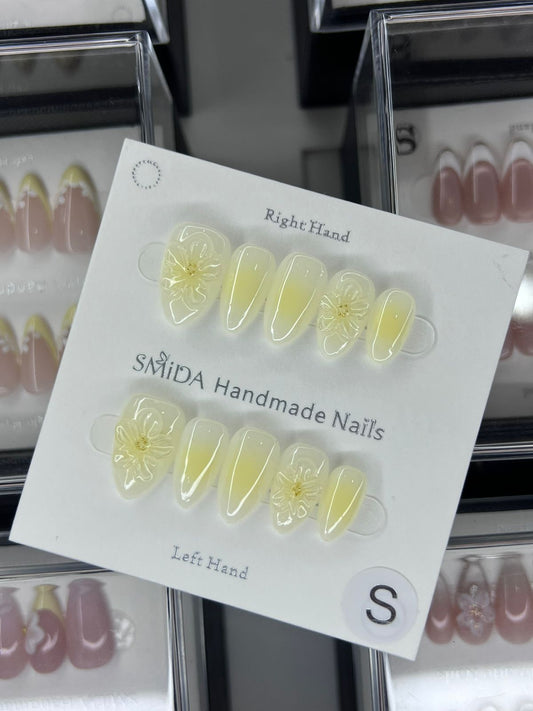 Right Hand
SMiDA Handmade Nails
Left Hand
S
S